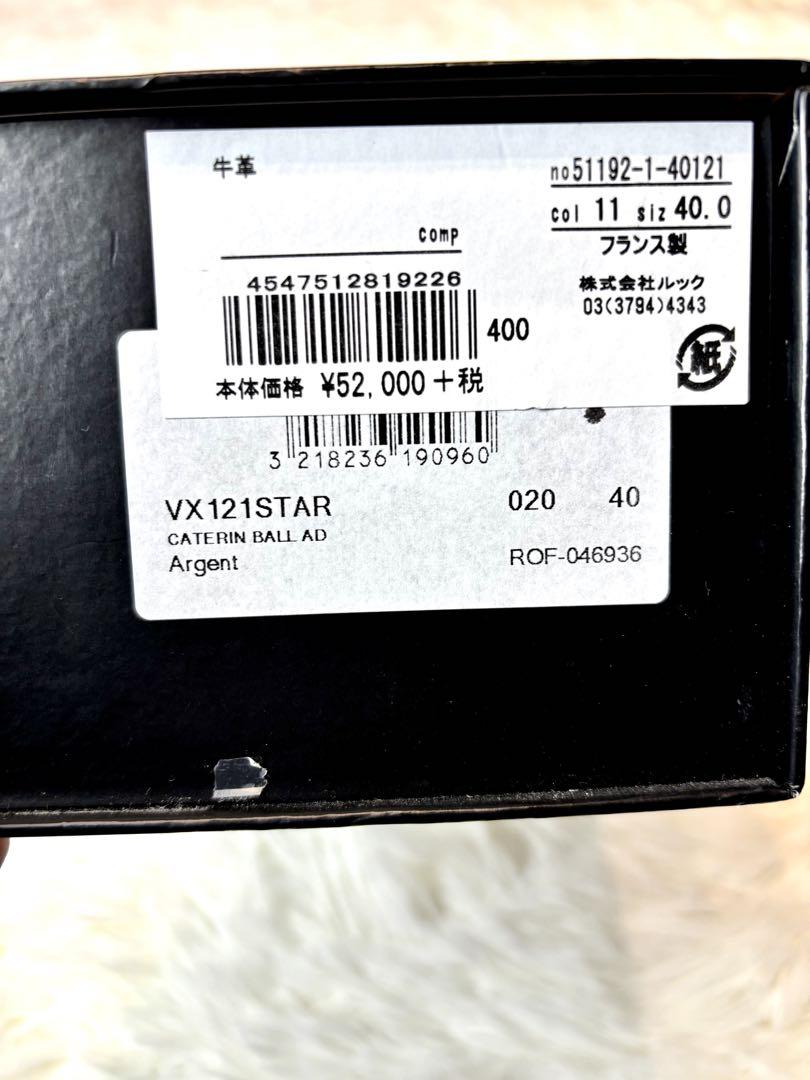 牛革
no51192-1-40121
col 11 siz 40.0
フランス製
comp
株式会社ルック
03(3794)4343
4547512819226
400
紙
本体価格 ¥52,000+税
3 218236 190960
VX121STAR 020 40
CATERIN BALL AD
Argent ROF-046936